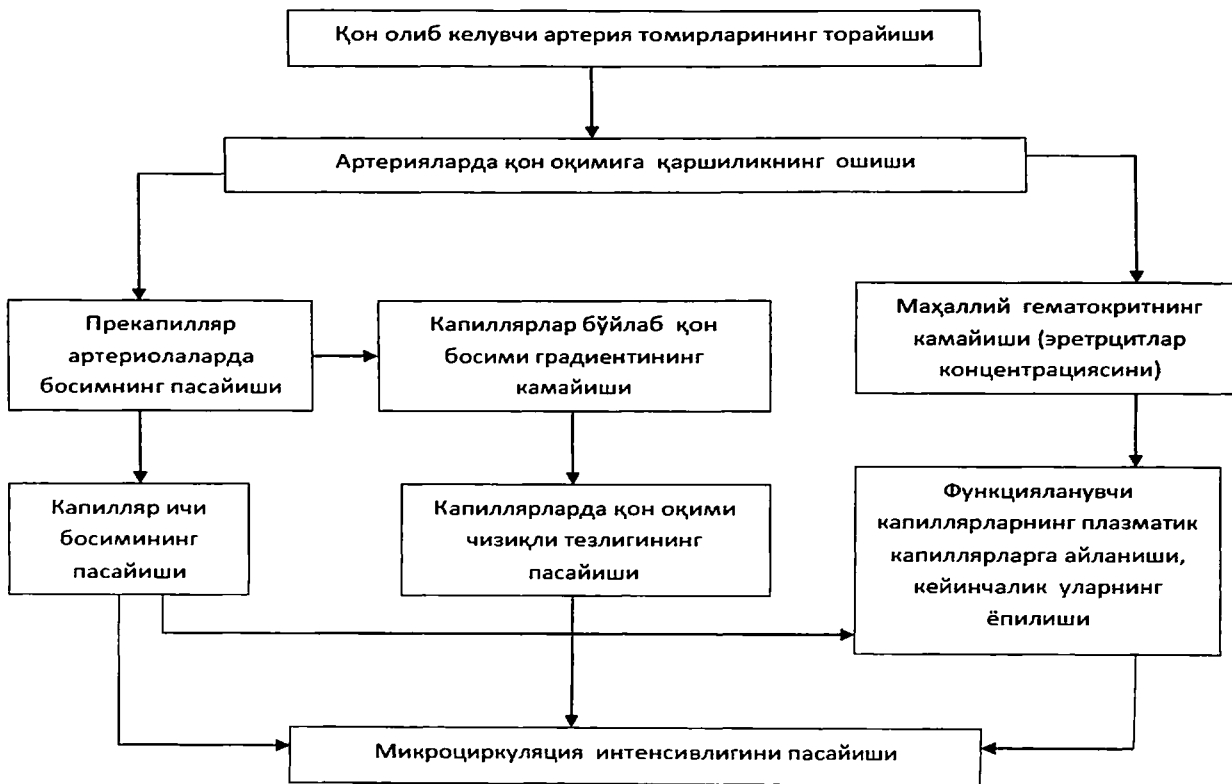 Қон олиб келувчи артерия томирларининг торайиши
Артерияларда қон оқимига қаршиликнинг ошиши
Прекапилляр
артериолаларда
босимнинг пасайиши
Капиллярлар бўйлаб қон
босими градиентининг
камайиши
Маҳаллий гематокритнинг
камайиши (эретрцитлар
концентрациясини)
Капилляр ичи
босимининг
пасайиши
Капиллярларда қон оқими
чизиқли тезлигининг
пасайиши
Функцияланувчи
капиллярларнинг плазматик
капиллярларга айланиши,
кейинчалик уларнинг
ёпилиши
Микроциркуляция интенсивлигини пасайиши